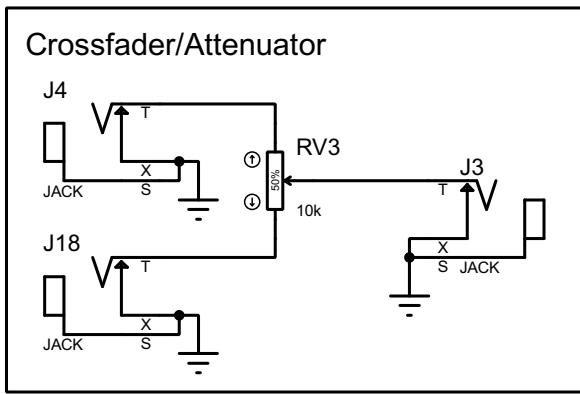 Crossfader/Attenuator
J4
T
X
S
JACK
RV3
50%
10k
J3
T
X
S
JACK
J18
T
X
S
JACK